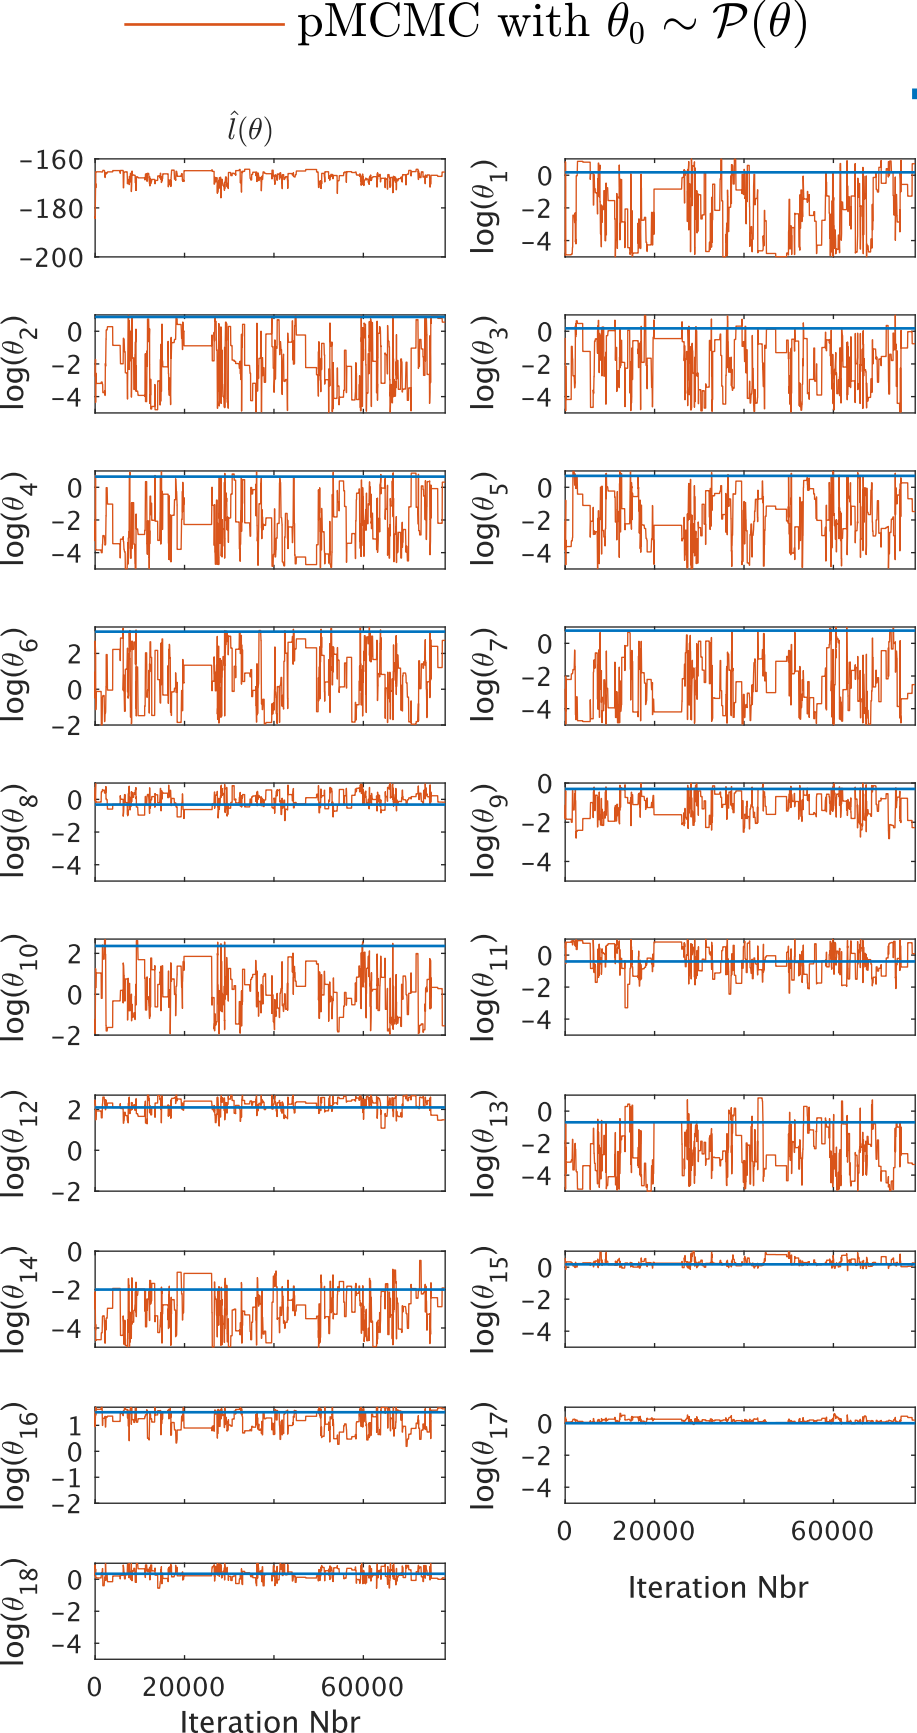 pMCMC with θ₀ ∼ 𝒫(θ)
l̂(θ)
−160
−180
−200
log(θ₁)
0
−2
−4
log(θ₂)
0
−2
−4
log(θ₃)
0
−2
−4
log(θ₄)
0
−2
−4
log(θ₅)
0
−2
−4
log(θ₆)
2
0
−2
log(θ₇)
0
−2
−4
log(θ₈)
0
−2
−4
log(θ₉)
0
−2
−4
log(θ₁₀)
2
0
−2
log(θ₁₁)
0
−2
−4
log(θ₁₂)
2
0
−2
log(θ₁₃)
0
−2
−4
log(θ₁₄)
0
−2
−4
log(θ₁₅)
0
−2
−4
log(θ₁₆)
1
0
−1
−2
log(θ₁₇)
0
−2
−4
0 20000 60000
Iteration Nbr
log(θ₁₈)
0
−2
−4
0 20000 60000
Iteration Nbr